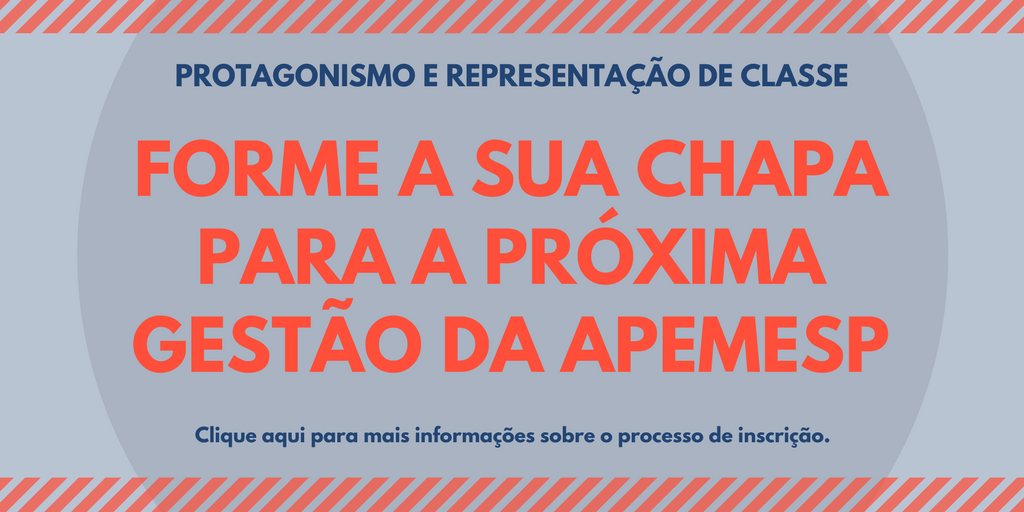 PROTAGONISMO E REPRESENTAÇÃO DE CLASSE
FORME A SUA CHAPA
PARA A PRÓXIMA
GESTÃO DA APEMESP
Clique aqui para mais informações sobre o processo de inscrição.